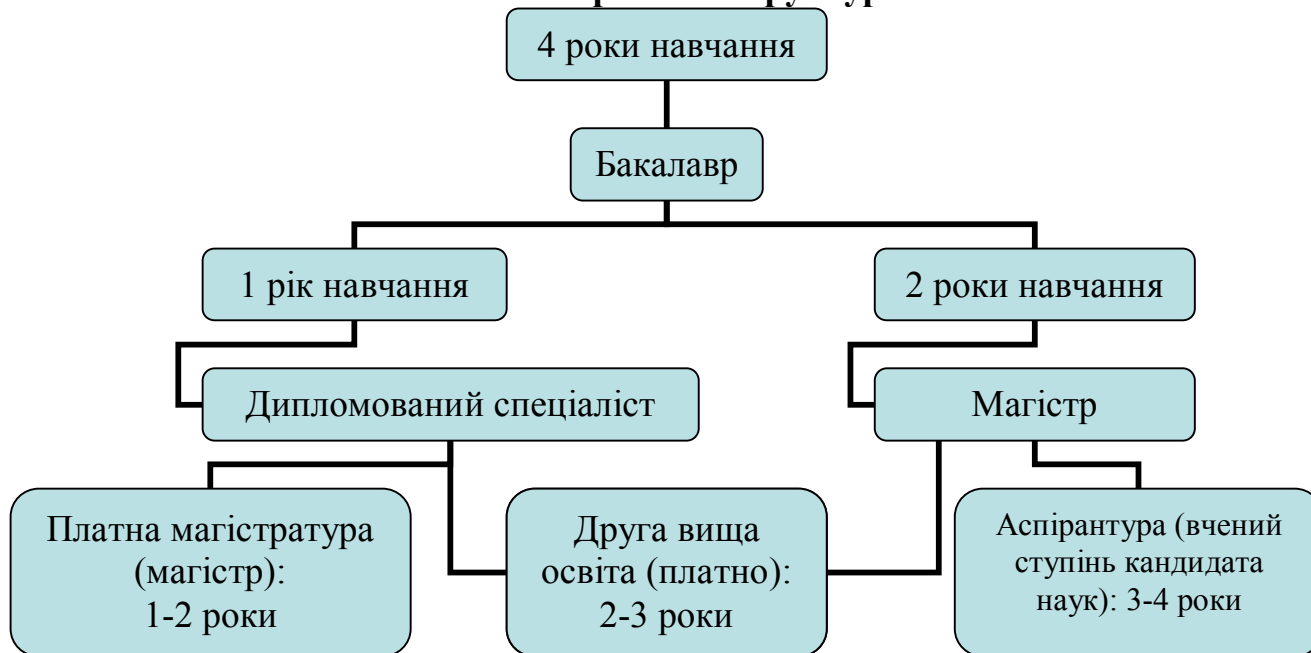 4 роки навчання
Бакалавр
1 рік навчання
2 роки навчання
Дипломований спеціаліст
Магістр
Платна магістратура
(магістр):
1-2 роки
Друга вища
освіта (платно):
2-3 роки
Аспірантура (вчений
ступінь кандидата
наук): 3-4 роки